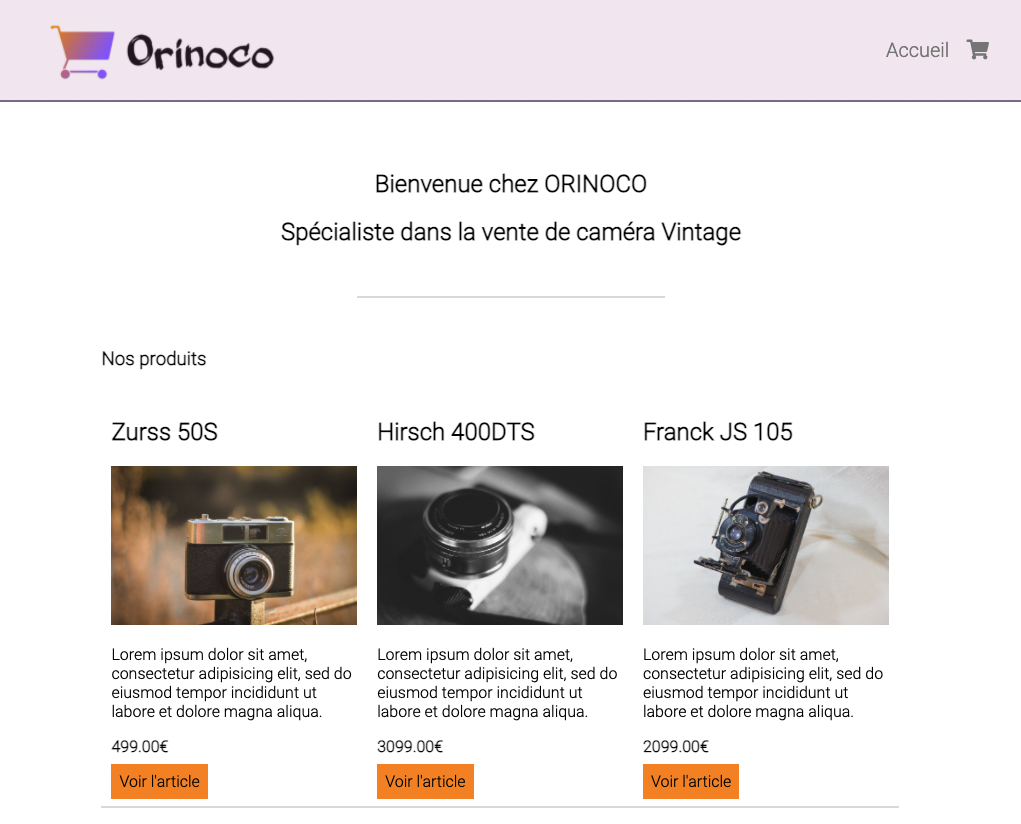 Orinoco
Accueil
Bienvenue chez ORINOCO
Spécialiste dans la vente de caméra Vintage
Nos produits
Zurss 50S
Hirsch 400DTS
Franck JS 105
Lorem ipsum dolor sit amet,
consectetur adipisicing elit, sed do
eiusmod tempor incididunt ut
labore et dolore magna aliqua.
Lorem ipsum dolor sit amet,
consectetur adipisicing elit, sed do
eiusmod tempor incididunt ut
labore et dolore magna aliqua.
Lorem ipsum dolor sit amet,
consectetur adipisicing elit, sed do
eiusmod tempor incididunt ut
labore et dolore magna aliqua.
499.00€
3099.00€
2099.00€
Voir l'article
Voir l'article
Voir l'article